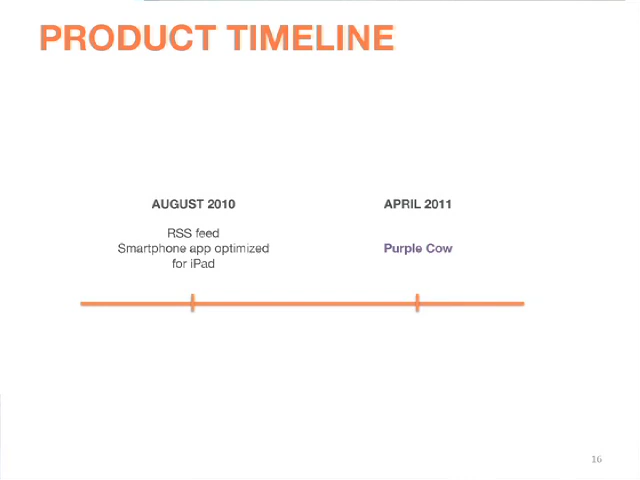 PRODUCT TIMELINE
AUGUST 2010
RSS feed
Smartphone app optimized
for iPad
APRIL 2011
Purple Cow
16